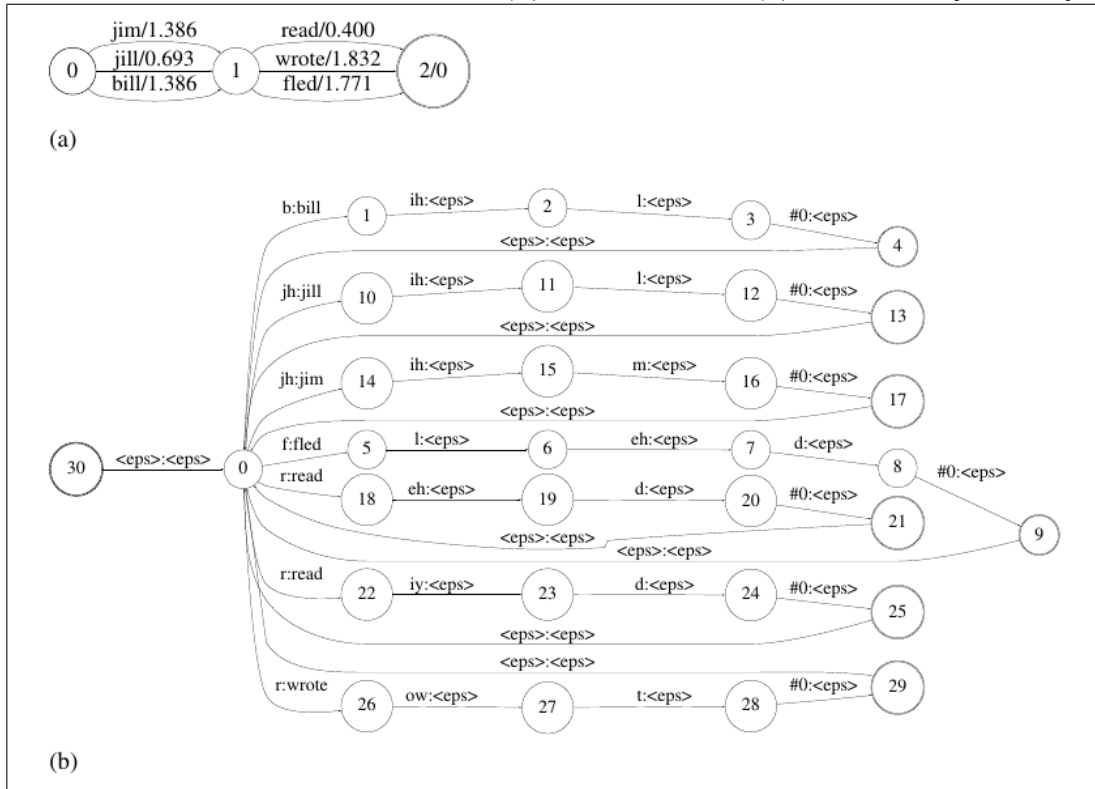 jim/1.386 read/0.400
0 jill/0.693 1 wrote/1.832 2/0
bill/1.386 fled/1.771
(a)
b:bill 1 ih:<eps> 2 l:<eps> 3 #0:<eps> 4
<eps>:<eps>
jh:jill 10 ih:<eps> 11 l:<eps> 12 #0:<eps> 13
<eps>:<eps>
jh:jim 14 ih:<eps> 15 m:<eps> 16 #0:<eps> 17
<eps>:<eps>
f:fled 5 l:<eps> 6 eh:<eps> 7 d:<eps> 8 #0:<eps>
30 <eps>:<eps> 0
r:read 18 eh:<eps> 19 d:<eps> 20 #0:<eps> 21
<eps>:<eps> <eps>:<eps> 9
r:read 22 iy:<eps> 23 d:<eps> 24 #0:<eps> 25
<eps>:<eps>
<eps>:<eps>
r:wrote 26 ow:<eps> 27 t:<eps> 28 #0:<eps> 29
(b)